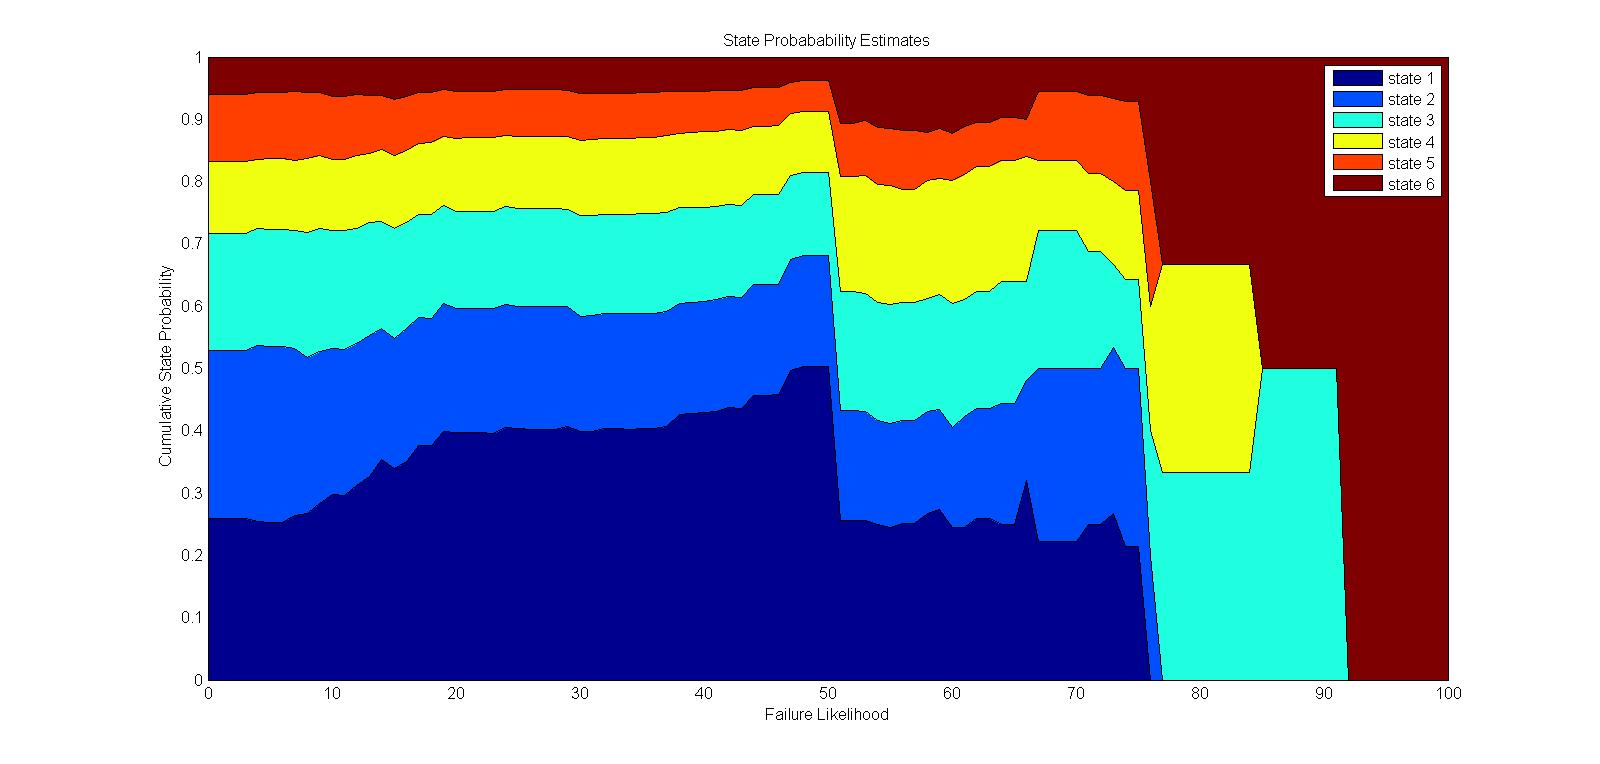 State Probabability Estimates
Cumulative State Probability
1
0.9
0.8
0.7
0.6
0.5
0.4
0.3
0.2
0.1
0
0 10 20 30 40 50 60 70 80 90 100
Failure Likelihood
state 1
state 2
state 3
state 4
state 5
state 6